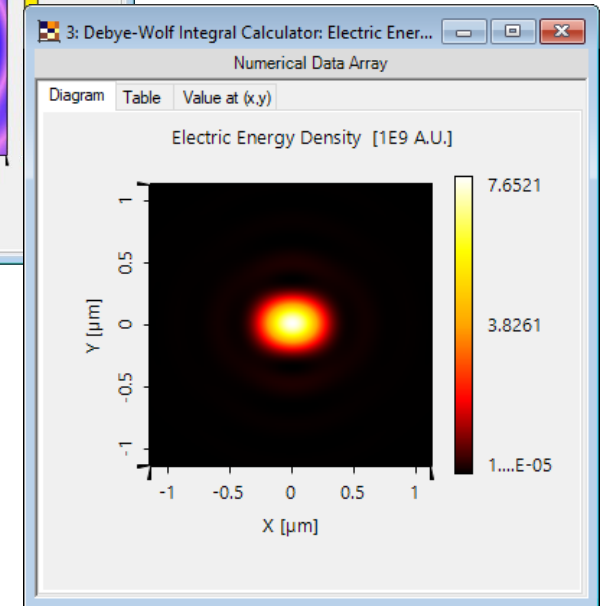 3: Debye-Wolf Integral Calculator: Electric Ener...
Numerical Data Array
Diagram Table Value at (x,y)
Electric Energy Density [1E9 A.U.]
7.6521
3.8261
1....E-05
Y [µm]
1
0.5
0
-0.5
-1
-1 -0.5 0 0.5 1
X [µm]